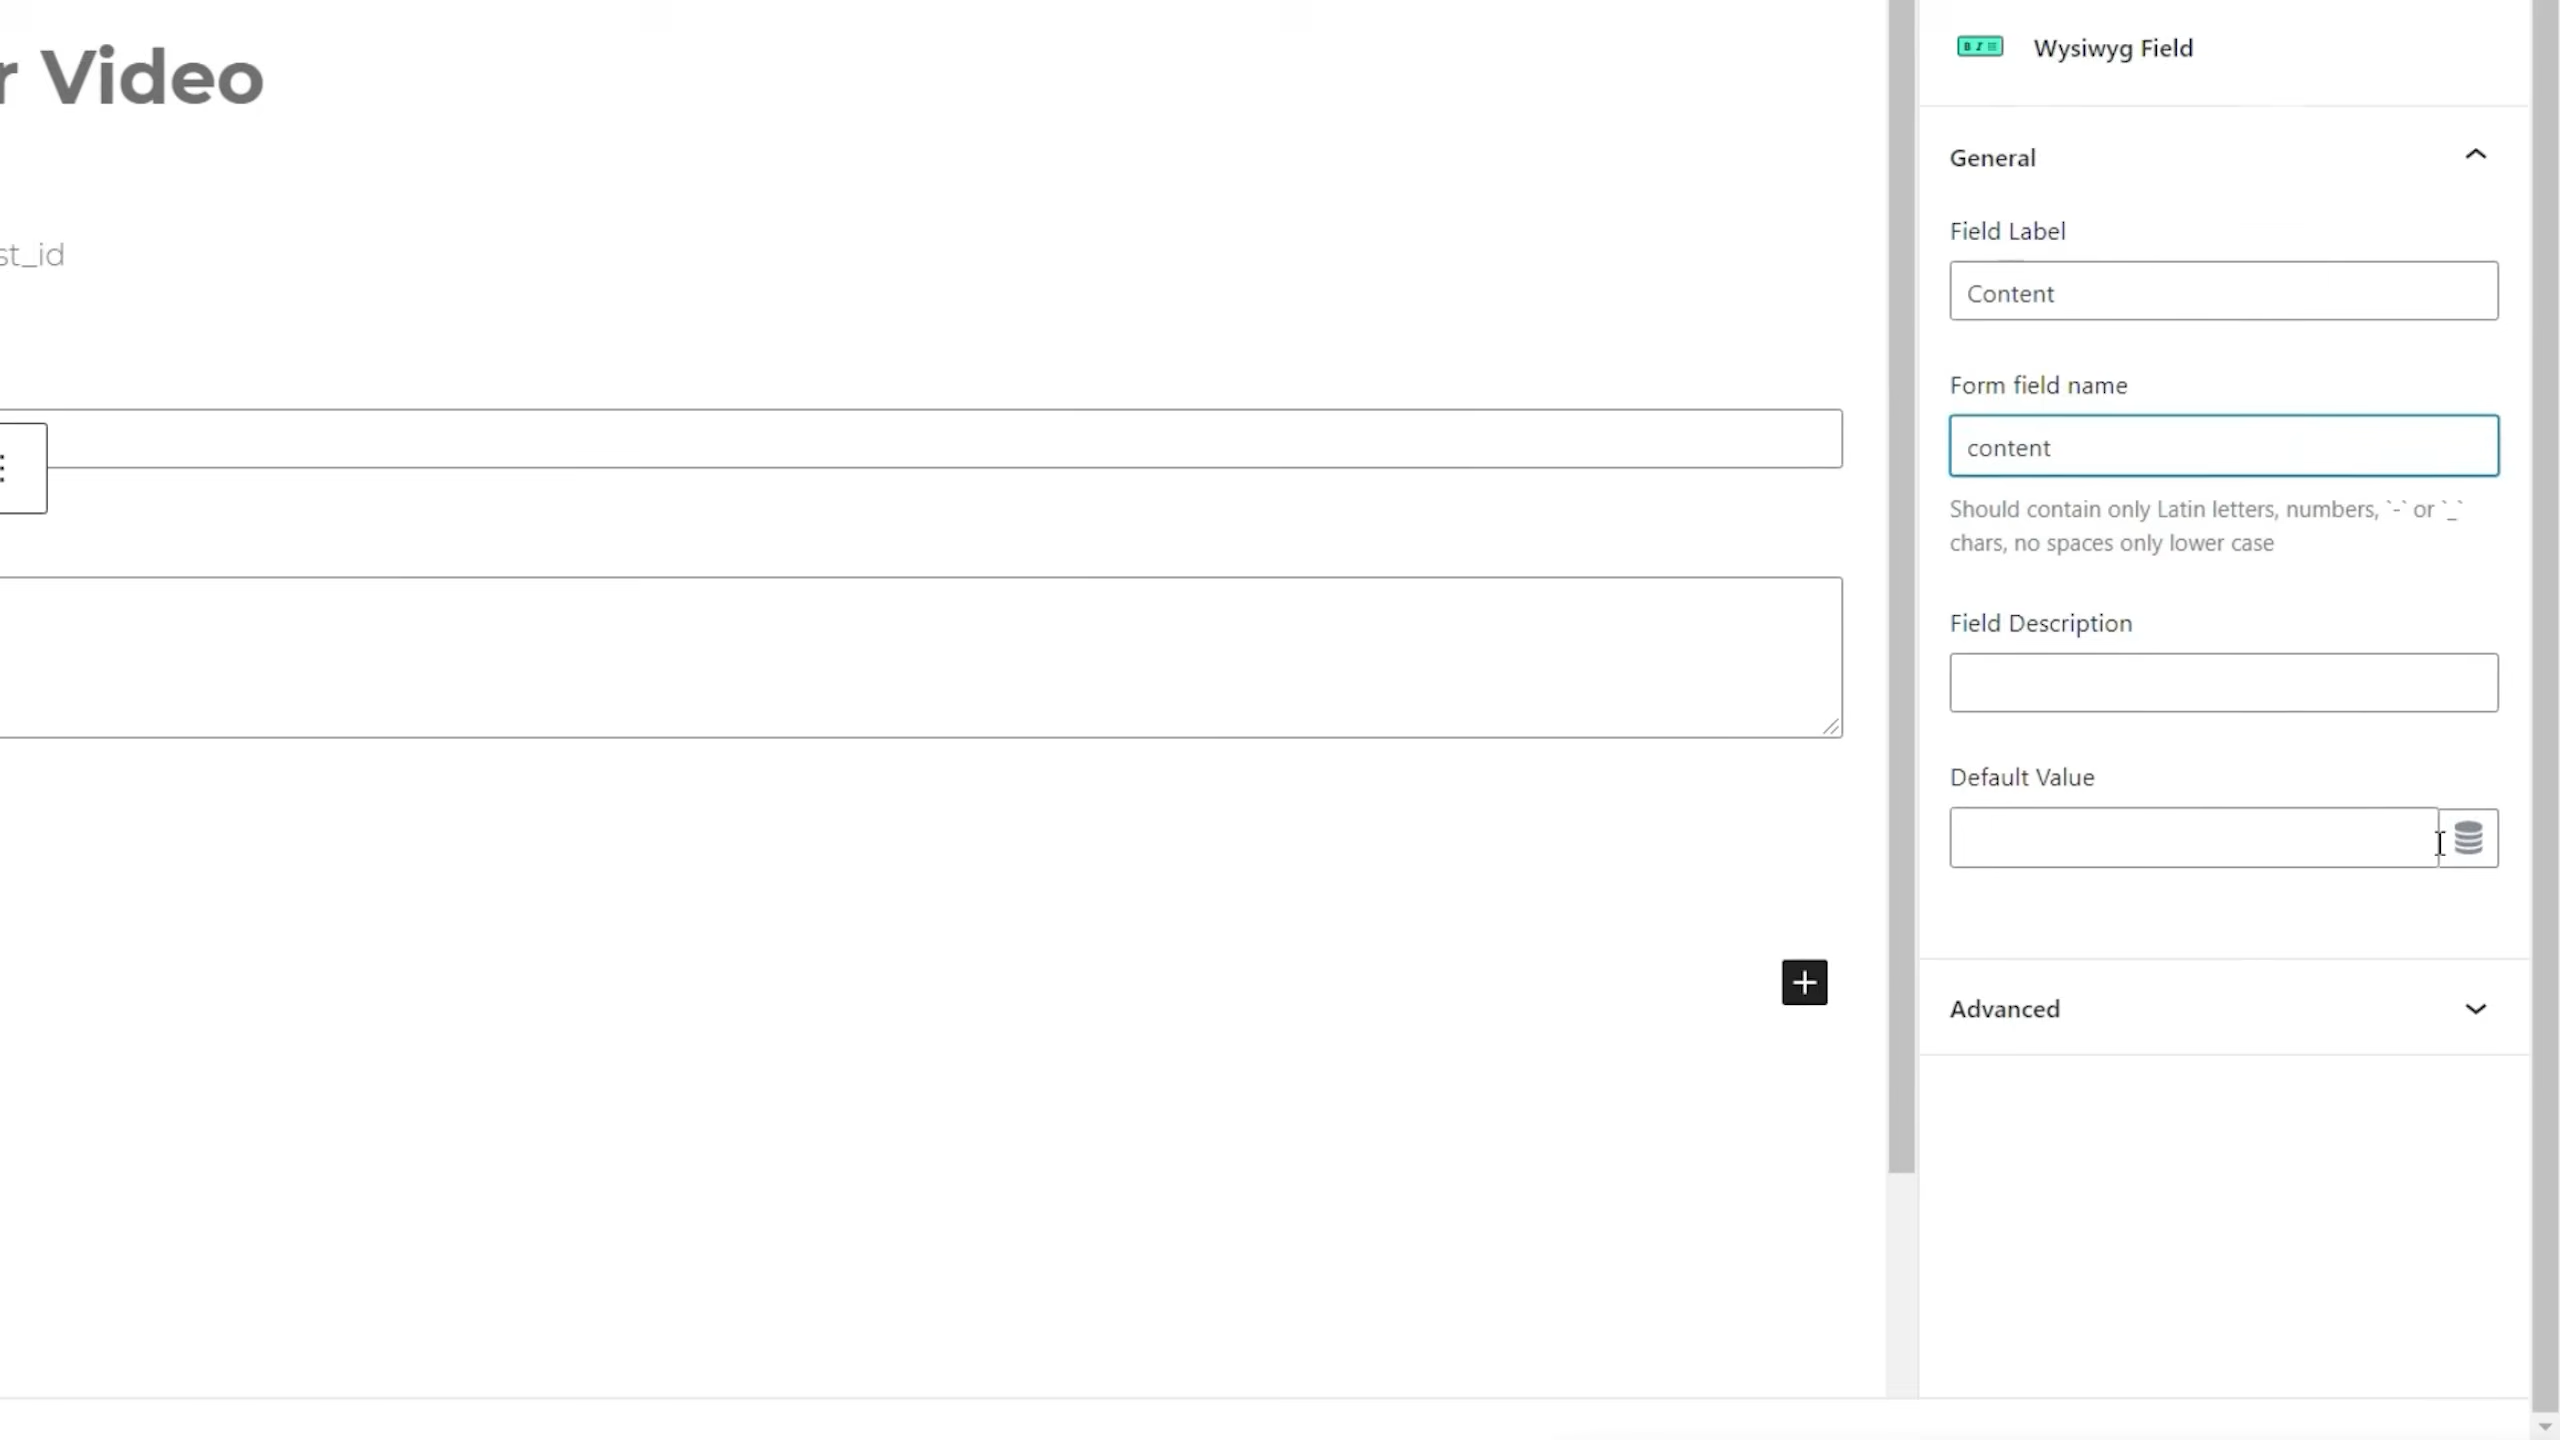 r Video
st_id
Wysiwyg Field
General
Field Label
Content
Form field name
content
Should contain only Latin letters, numbers, `-` or `_`
chars, no spaces only lower case
Field Description
Default Value
Advanced